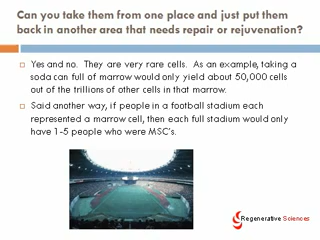 Can you take them from one place and just put them
back in another area that needs repair or rejuvenation?
Yes and no. They are very rare cells. As an example, taking a
soda can full of marrow would only yield about 50,000 cells
out of the trillions of other cells in that marrow.
Said another way, if people in a football stadium each
represented a marrow cell, then each full stadium would only
have 1-5 people who were MSC's.
Regenerative Sciences